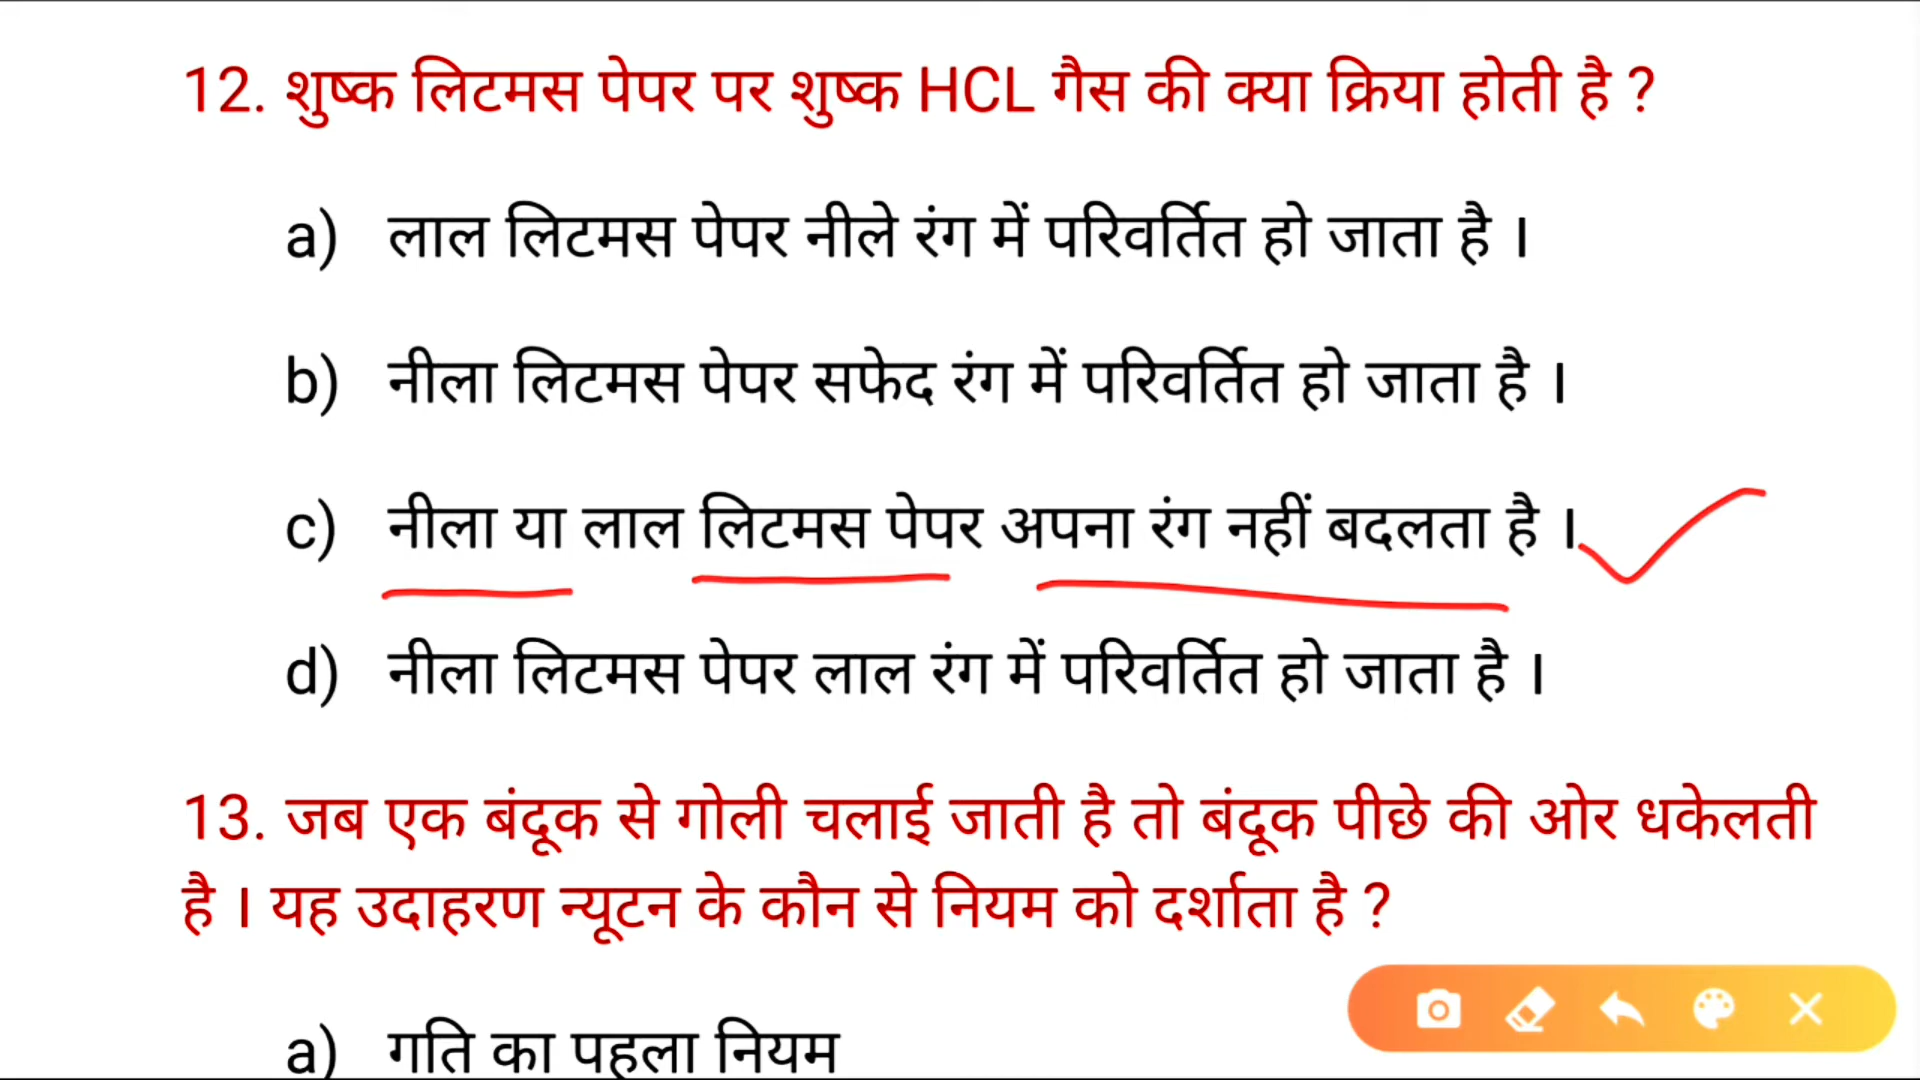 12. शुष्क लिटमस पेपर पर शुष्क HCL गैस की क्या क्रिया होती है ?
a) लाल लिटमस पेपर नीले रंग में परिवर्तित हो जाता है ।
b) नीला लिटमस पेपर सफेद रंग में परिवर्तित हो जाता है ।
c) नीला या लाल लिटमस पेपर अपना रंग नहीं बदलता है ।
d) नीला लिटमस पेपर लाल रंग में परिवर्तित हो जाता है ।
13. जब एक बंदूक से गोली चलाई जाती है तो बंदूक पीछे की ओर धकेलती
है । यह उदाहरण न्यूटन के कौन से नियम को दर्शाता है ?
a) गति का पहला नियम